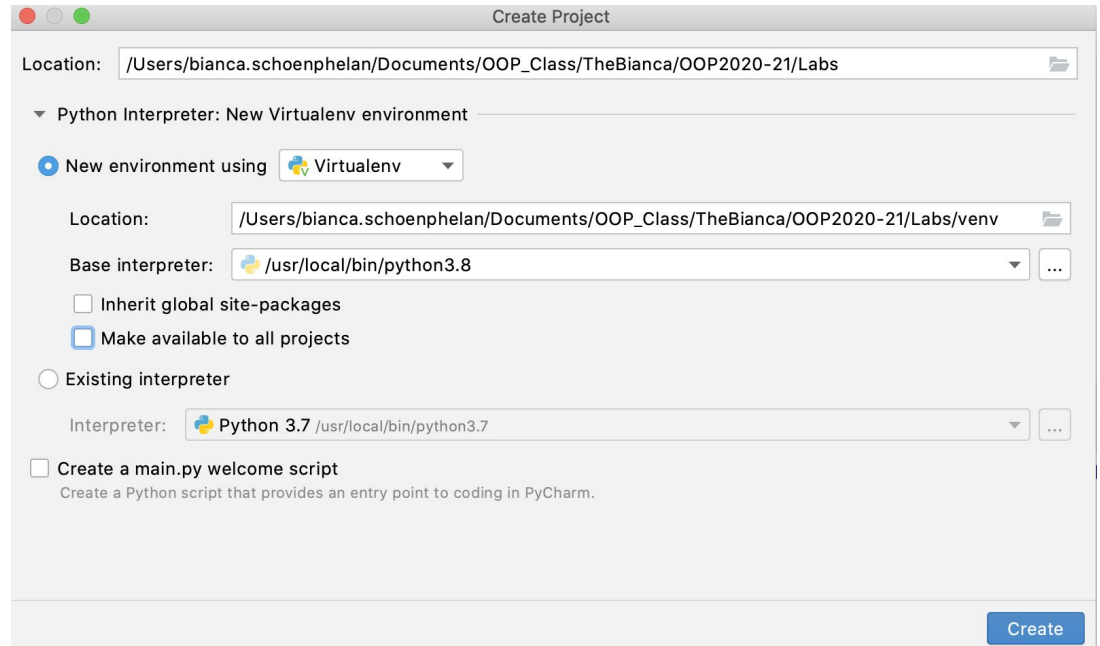 Create Project
Location: /Users/bianca.schoenphelan/Documents/OOP_Class/TheBianca/OOP2020-21/Labs
Python Interpreter: New Virtualenv environment
New environment using Virtualenv
Location: /Users/bianca.schoenphelan/Documents/OOP_Class/TheBianca/OOP2020-21/Labs/venv
Base interpreter: /usr/local/bin/python3.8 ...
Inherit global site-packages
Make available to all projects
Existing interpreter
Interpreter: Python 3.7 /usr/local/bin/python3.7 ...
Create a main.py welcome script
Create a Python script that provides an entry point to coding in PyCharm.
Create